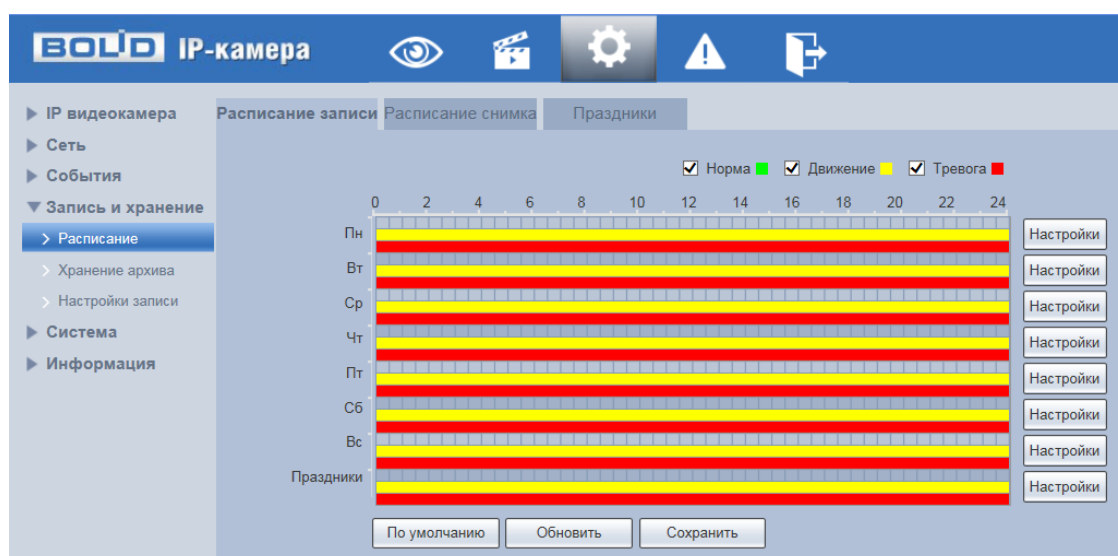 BOLID IP-камера
IP видеокамера
Сеть
События
Запись и хранение
Расписание
Хранение архива
Настройки записи
Система
Информация
Расписание записи Расписание снимка Праздники
Норма Движение Тревога
0 2 4 6 8 10 12 14 16 18 20 22 24
Пн Настройки
Вт Настройки
Ср Настройки
Чт Настройки
Пт Настройки
Сб Настройки
Вс Настройки
Праздники Настройки
По умолчанию Обновить Сохранить